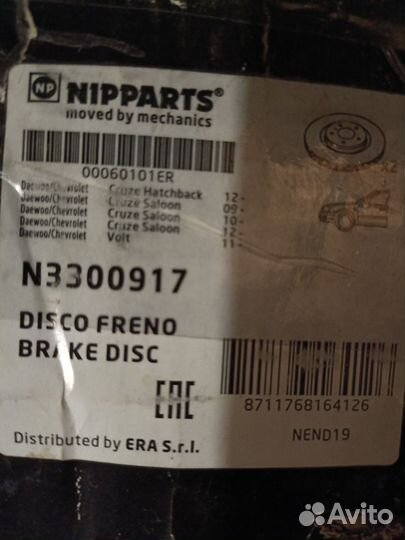 NP NIPPARTS®
moved by mechanics
00060101ER
Daewoo/Chevrolet Cruze Hatchback 12-
Daewoo/Chevrolet Cruze Saloon 09-
Daewoo/Chevrolet Cruze Saloon 10-
Daewoo/Chevrolet Cruze Saloon 12-
Daewoo/Chevrolet Volt 11-
N3300917
DISCO FRENO
BRAKE DISC
EAC
8711768164126
Distributed by ERA S.r.l.
NEND19
Avito